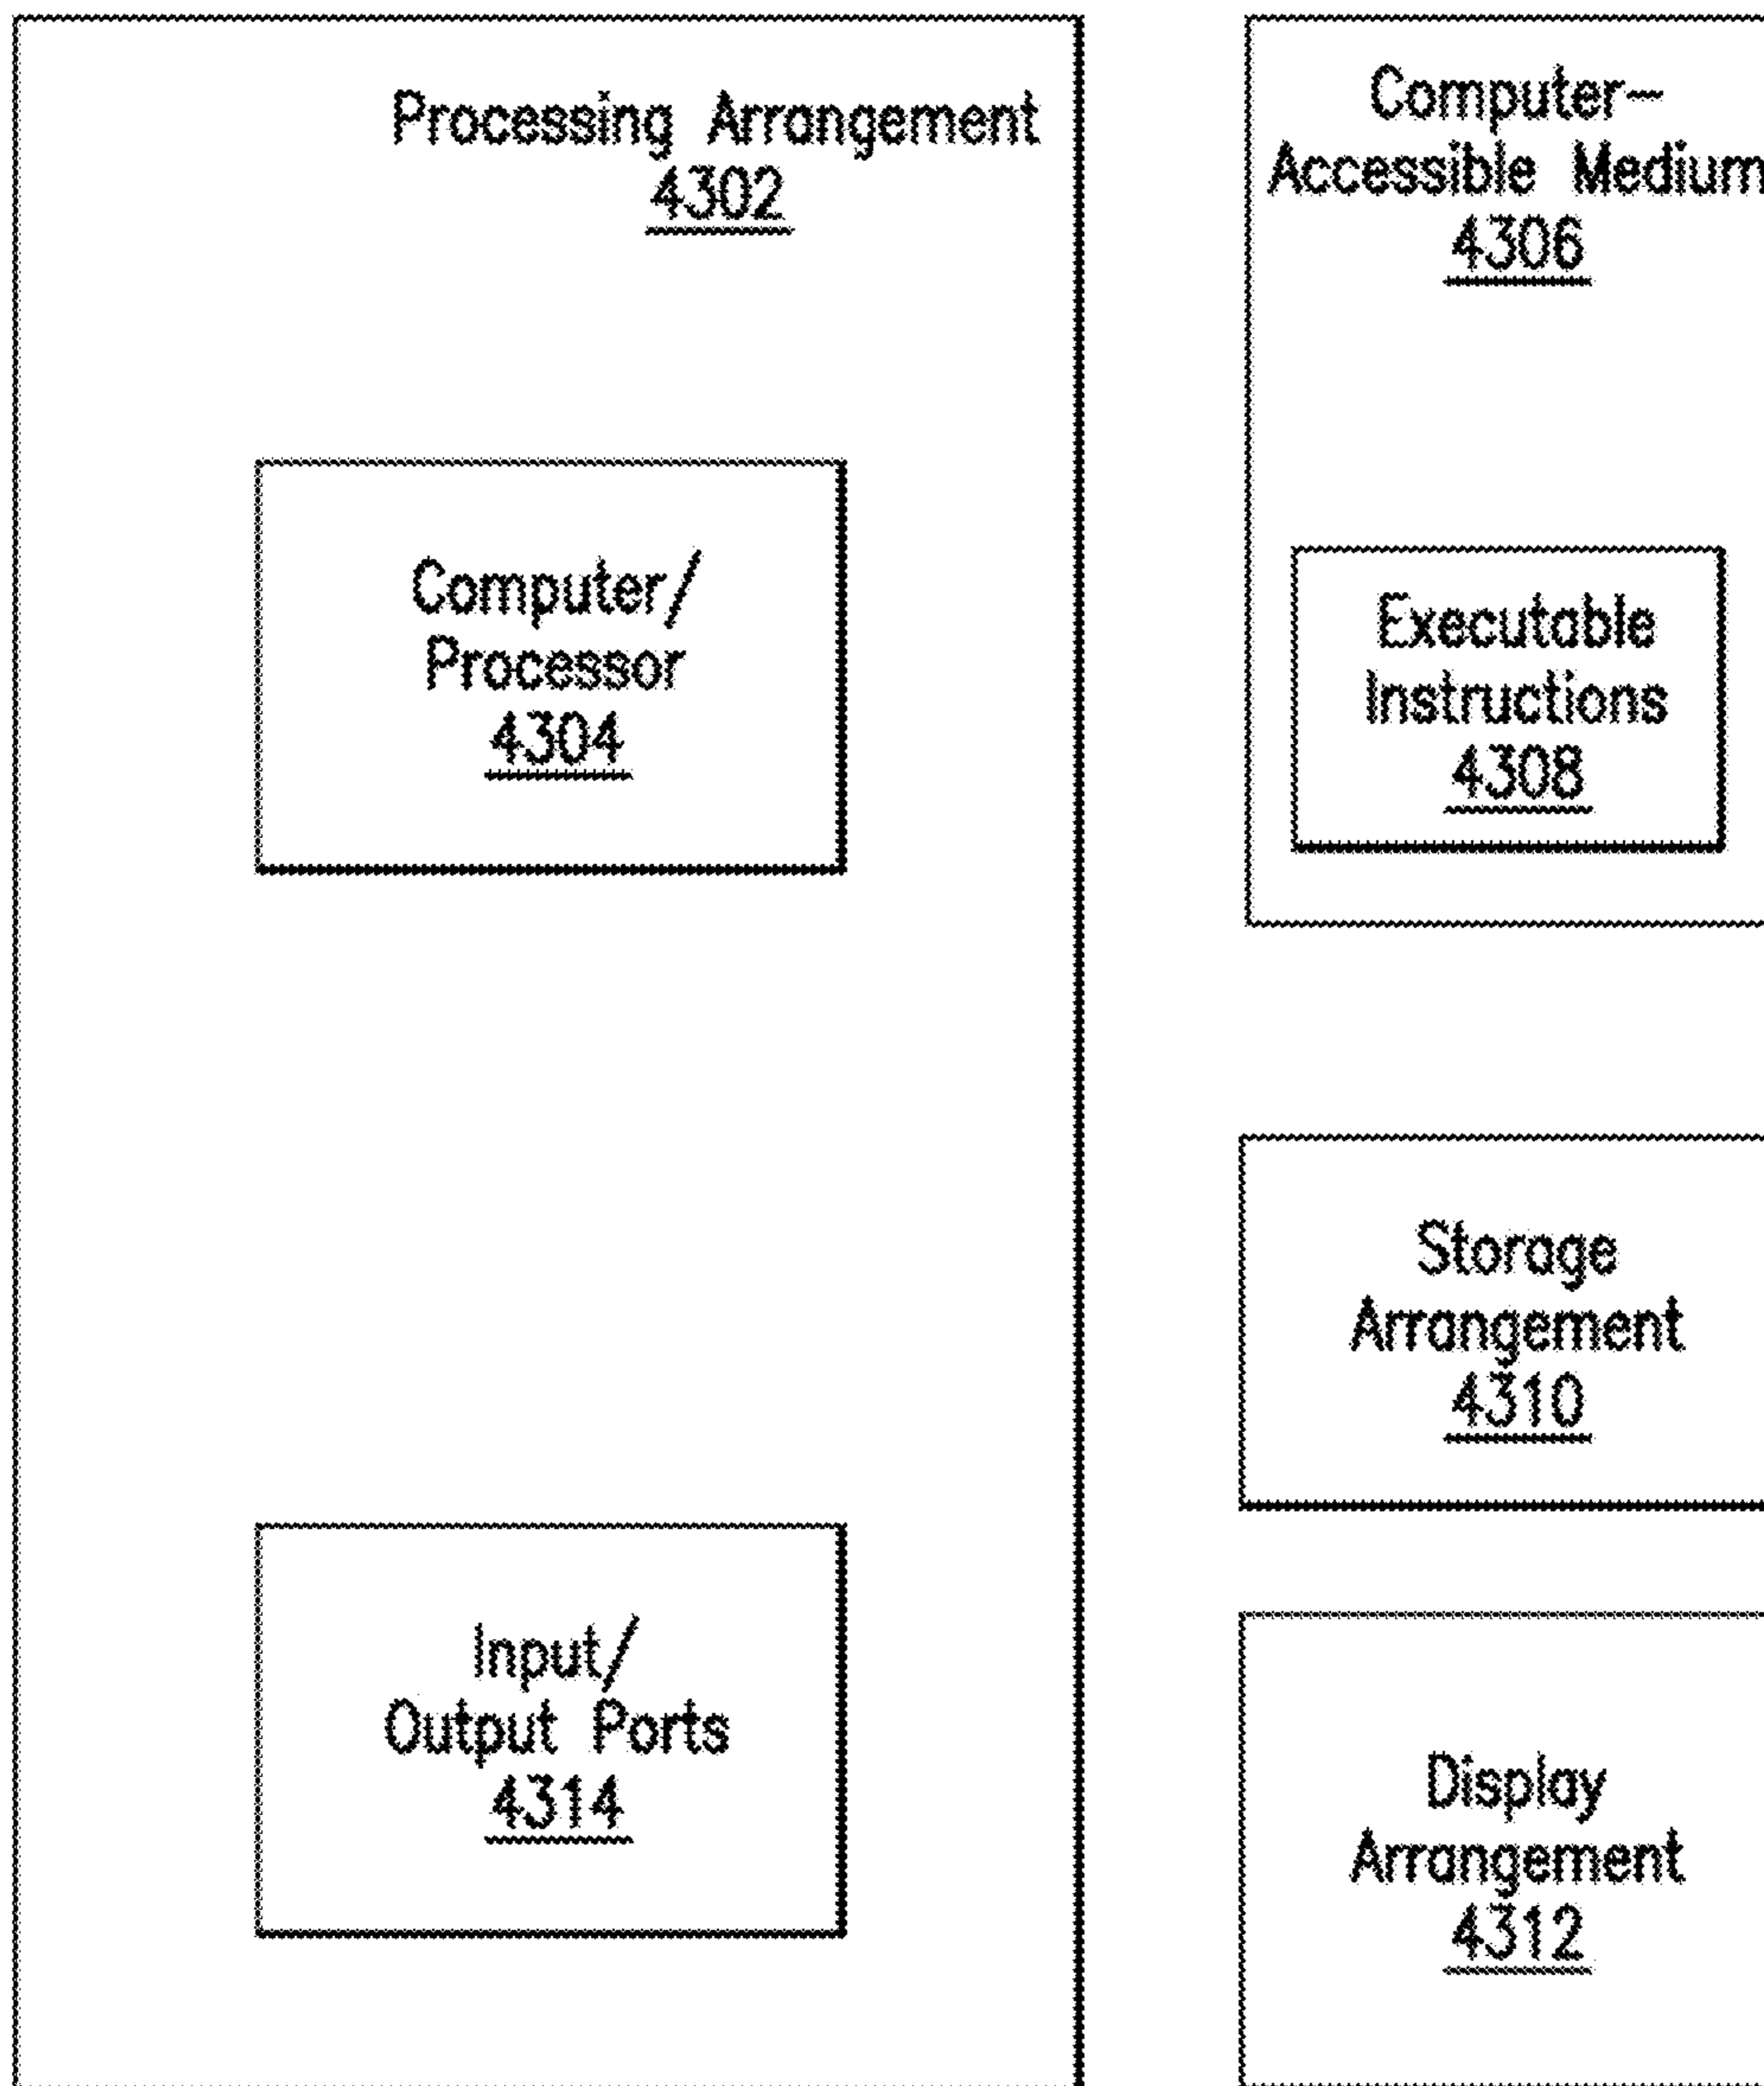 Processing Arrangement
4302
Computer/
Processor
4304
Input/
Output Ports
4314
Computer-
Accessible Medium
4306
Executable
Instructions
4308
Storage
Arrangement
4310
Display
Arrangement
4312